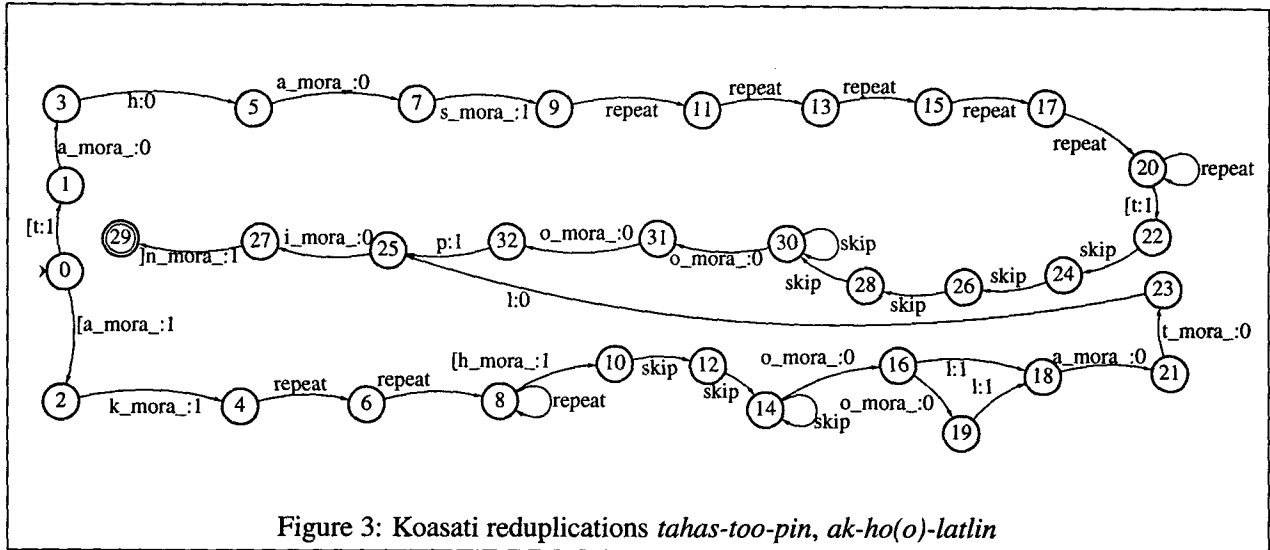 3 h:0 5 a_mora_:0 7 s_mora_:1 9 repeat 11 repeat 13 repeat 15 repeat 17 repeat 20 repeat
a_mora_:0
1
[t:1
0
[t:1
22 skip 24 skip 26 skip 28 skip 30 skip
o_mora_:0 31 o_mora_:0 32 p:1 25 i_mora_:0 27 ]n_mora_:1 29
[a_mora_:1
2 k_mora_:1 4 repeat 6 repeat 8 repeat
[h_mora_:1 10 skip 12 skip 14 skip
o_mora_:0 16 l:1 18 a_mora_:0 21 t_mora_:0 23 l:0
o_mora_:0 19 l:1
Figure 3: Koasati reduplications tahas-too-pin, ak-ho(o)-latlin